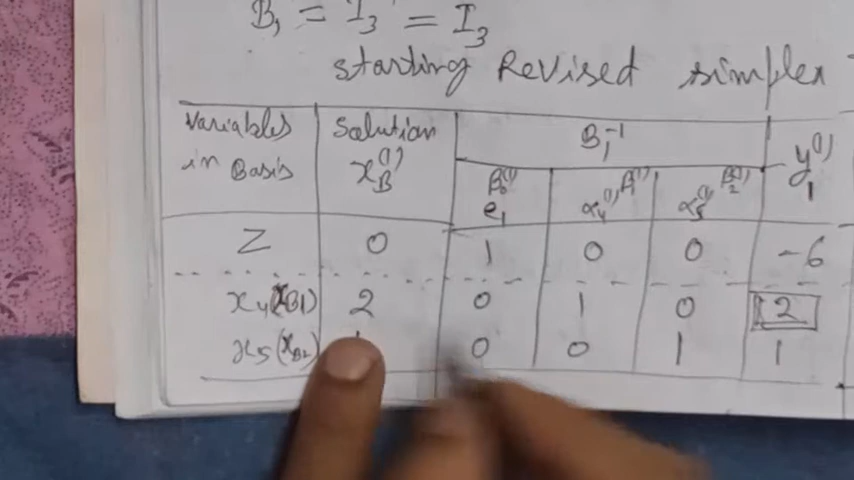 B₁ = I₃ = I₃
starting Revised simplex
Variables in Basis | Solution x_B^(1) | B₁^-1 | y₁^(1)
β₀^(1) e₁ | β₁^(1) α₄^(1) | β₂^(1) α₅^(1)
Z | 0 | 1 | 0 | 0 | -6
x₄(x_B1) | 2 | 0 | 1 | 0 | 2
x₅(x_B2) | 0 | 0 | 1 | 1